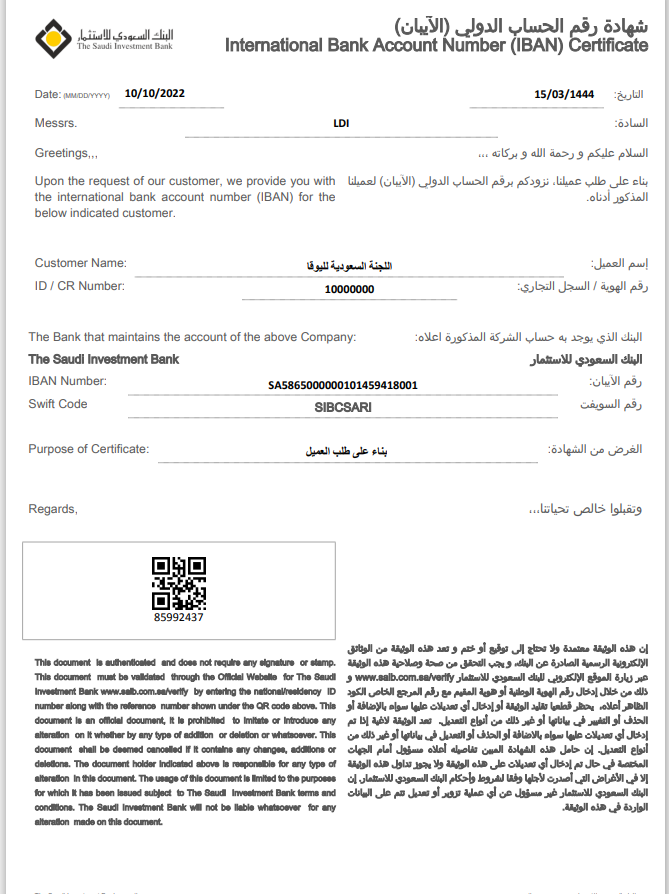 البنك السعودي للاستثمار
The Saudi Investment Bank
شهادة رقم الحساب الدولي (الآيبان)
International Bank Account Number (IBAN) Certificate
Date: (MM/DD/YYYY) 10/10/2022
التاريخ: 15/03/1444
Messrs. LDI السادة:
Greetings,,,
السلام عليكم و رحمة الله و بركاته ،،،
Upon the request of our customer, we provide you with
the international bank account number (IBAN) for the
below indicated customer.
بناء على طلب عميلنا، نزودكم برقم الحساب الدولي (الآيبان) لعميلنا
المذكور أدناه.
Customer Name: اللجنة السعودية لليوقا إسم العميل:
ID / CR Number: 10000000 رقم الهوية / السجل التجاري:
The Bank that maintains the account of the above Company:
البنك الذي يوجد به حساب الشركة المذكورة اعلاه:
The Saudi Investment Bank
البنك السعودي للاستثمار
IBAN Number: SA5865000000101459418001 رقم الآيبان:
Swift Code SIBCSARI رقم السويفت
Purpose of Certificate: بناء على طلب العميل الغرض من الشهادة:
Regards,
وتقبلوا خالص تحياتنا،،،
85992437
This document is authenticated and does not require any signature or stamp.
This document must be validated through the Official Website for The Saudi
Investment Bank www.saib.com.sa/verify by entering the national/residency ID
number along with the reference number shown under the QR code above. This
document is an official document, it is prohibited to imitate or introduce any
alteration on it whether by any type of addition or deletion or whatsoever. This
document shall be deemed cancelled if it contains any changes, additions or
deletions. The document holder indicated above is responsible for any type of
alteration in this document. The usage of this document is limited to the purposes
for which it has been issued subject to The Saudi Investment Bank terms and
conditions. The Saudi Investment Bank will not be liable whatsoever for any
alteration made on this document.
إن هذه الوثيقة معتمدة ولا تحتاج إلى توقيع أو ختم و تعد هذه الوثيقة من الوثائق
الإلكترونية الرسمية الصادرة عن البنك، و يجب التحقق من صحة وصلاحية هذه الوثيقة
عبر زيارة الموقع الإلكتروني للبنك السعودي للاستثمار www.saib.com.sa/verify و
ذلك من خلال إدخال رقم الهوية الوطنية أو هوية المقيم مع رقم المرجع الخاص الكود
الظاهر أعلاه. يحظر قطعيا تقليد الوثيقة أو إدخال أي تعديلات عليها سواء بالإضافة أو
الحذف أو التغيير في بياناتها أو غير ذلك من أنواع التعديل. تعد الوثيقة لاغية إذا تم
إدخال أي تعديلات عليها سواء بالإضافة أو الحذف أو التعديل في بياناتها أو غير ذلك من
أنواع التعديل. إن حامل هذه الشهادة المبين تفاصيله أعلاه مسؤول أمام الجهات
المختصة في حال تم إدخال أي تعديلات على هذه الوثيقة ولا يجوز تداول هذه الوثيقة
إلا في الأغراض التي أصدرت لأجلها وفقا لشروط وأحكام البنك السعودي للاستثمار. إن
البنك السعودي للاستثمار غير مسؤول عن أي عملية تزوير أو تعديل تتم على البيانات
الواردة في هذه الوثيقة.